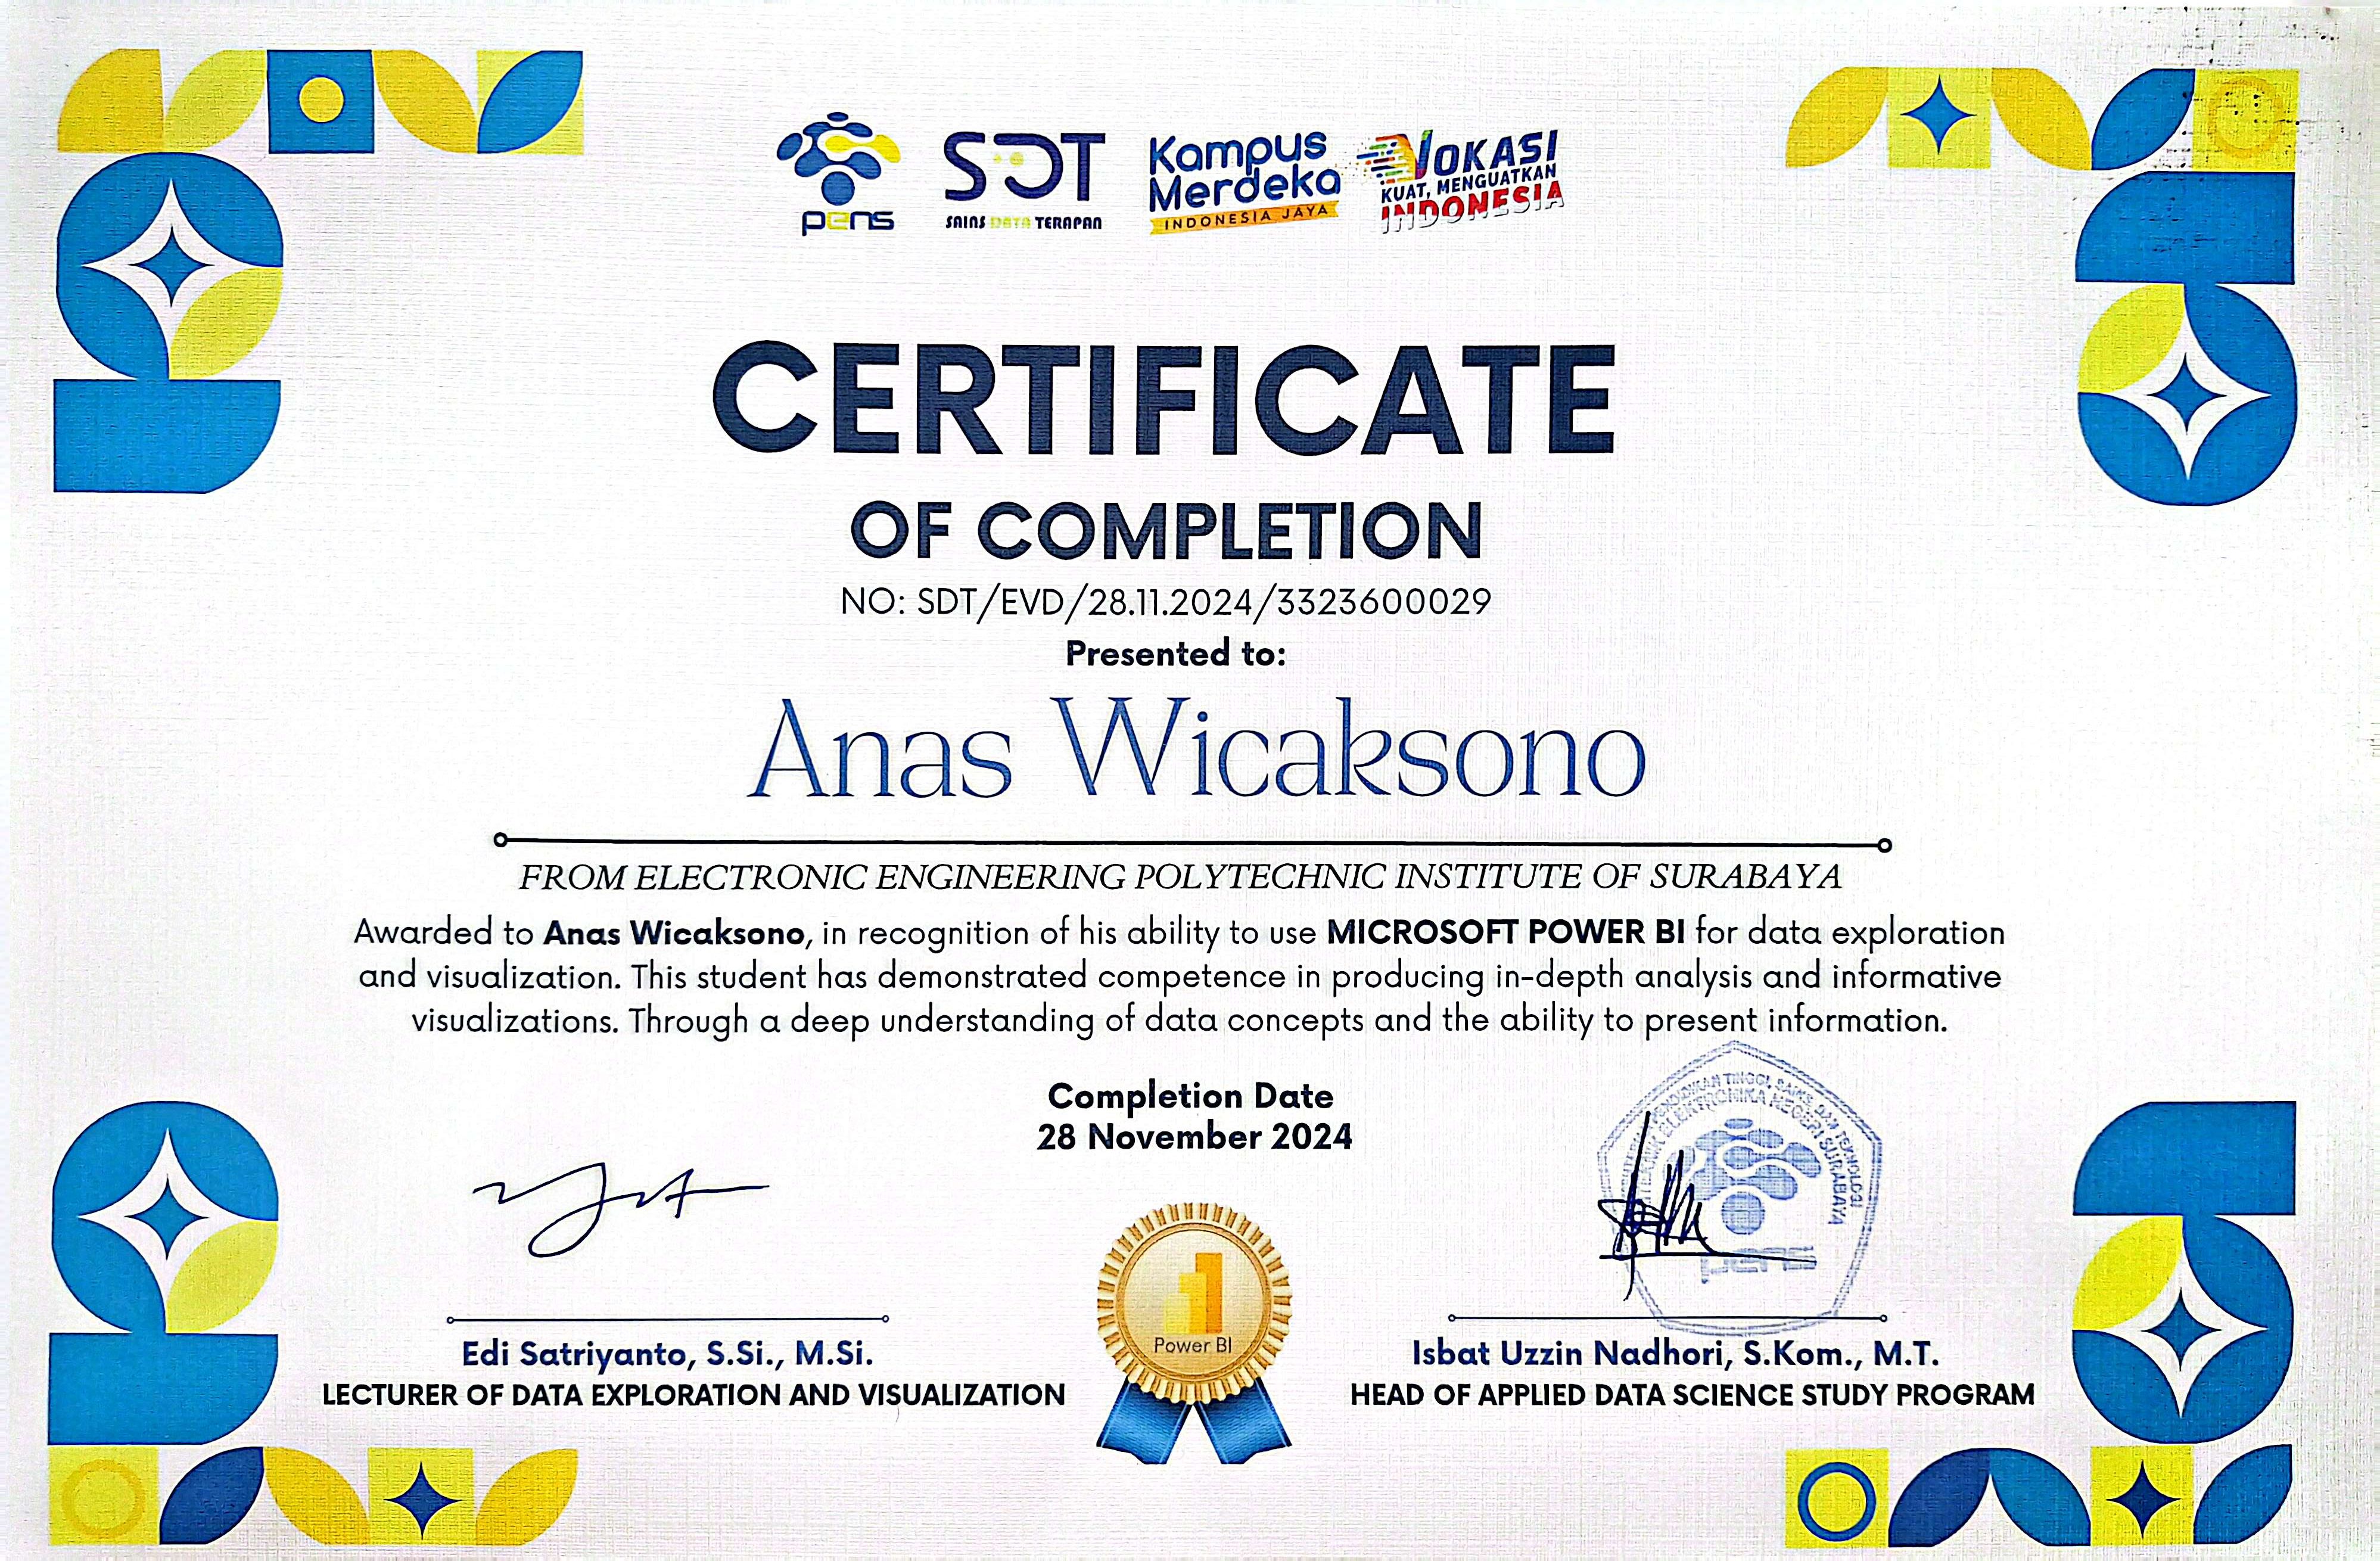 pens
SDT
SAINS DATA TERAPAN
Kampus
Merdeka
INDONESIA JAYA
VOKASI
KUAT, MENGUATKAN
INDONESIA
CERTIFICATE
OF COMPLETION
NO: SDT/EVD/28.11.2024/3323600029
Presented to:
Anas Wicaksono
FROM ELECTRONIC ENGINEERING POLYTECHNIC INSTITUTE OF SURABAYA
Awarded to Anas Wicaksono, in recognition of his ability to use MICROSOFT POWER BI for data exploration
and visualization. This student has demonstrated competence in producing in-depth analysis and informative
visualizations. Through a deep understanding of data concepts and the ability to present information.
Completion Date
28 November 2024
PENDIDIKAN TINGGI, SAINS, DAN TEKNOLOGI
ELEKTRONIKA NEGERI SURABAYA
pens
Power BI
Edi Satriyanto, S.Si., M.Si.
LECTURER OF DATA EXPLORATION AND VISUALIZATION
Isbat Uzzin Nadhori, S.Kom., M.T.
HEAD OF APPLIED DATA SCIENCE STUDY PROGRAM